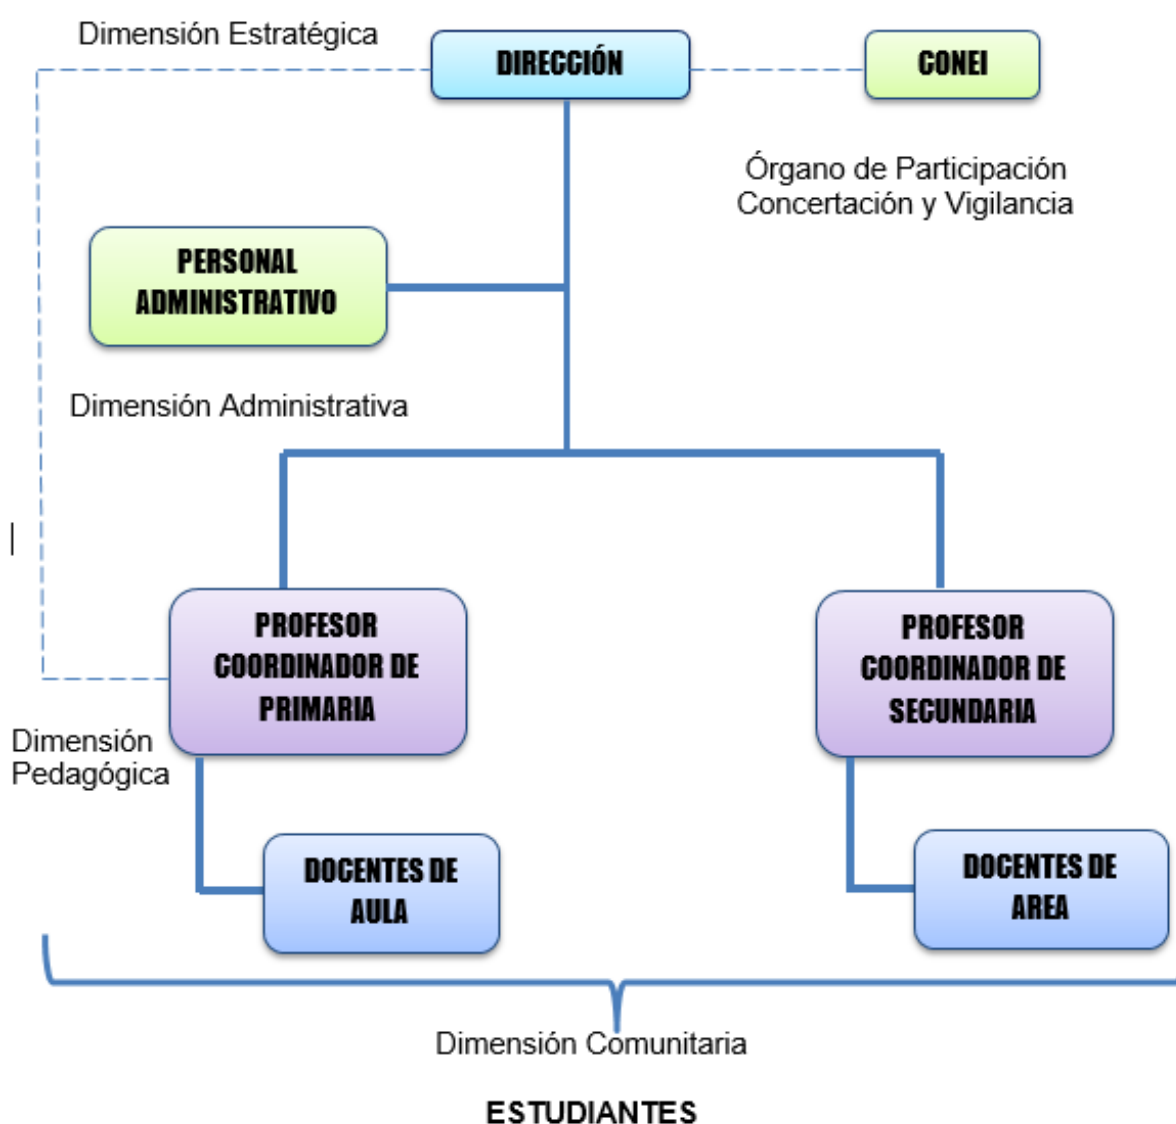 Dimensión Estratégica
DIRECCIÓN
CONEI
Órgano de Participación
Concertación y Vigilancia
PERSONAL
ADMINISTRATIVO
Dimensión Administrativa
PROFESOR
COORDINADOR DE
PRIMARIA
PROFESOR
COORDINADOR DE
SECUNDARIA
Dimensión
Pedagógica
DOCENTES DE
AULA
DOCENTES DE
AREA
Dimensión Comunitaria
ESTUDIANTES